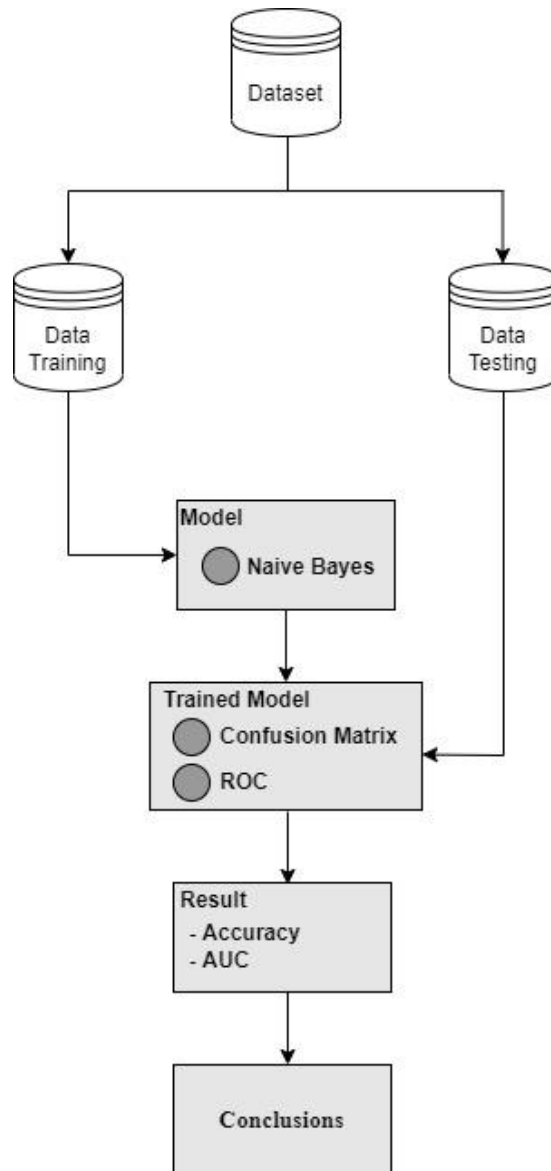 Dataset
Data
Training
Data
Testing
Model
Naive Bayes
Trained Model
Confusion Matrix
ROC
Result
- Accuracy
- AUC
Conclusions